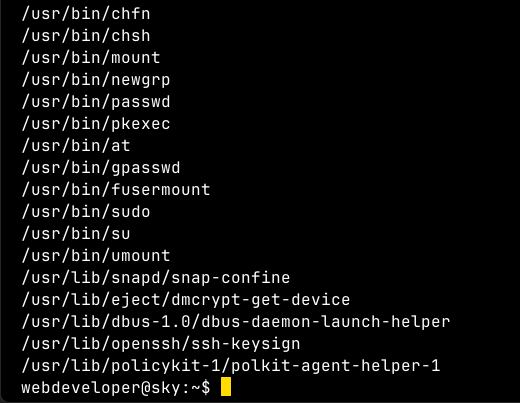 /usr/bin/chfn
/usr/bin/chsh
/usr/bin/mount
/usr/bin/newgrp
/usr/bin/passwd
/usr/bin/pkexec
/usr/bin/at
/usr/bin/gpasswd
/usr/bin/fusermount
/usr/bin/sudo
/usr/bin/su
/usr/bin/umount
/usr/lib/snapd/snap-confine
/usr/lib/eject/dmcrypt-get-device
/usr/lib/dbus-1.0/dbus-daemon-launch-helper
/usr/lib/openssh/ssh-keysign
/usr/lib/policykit-1/polkit-agent-helper-1
webdeveloper@sky:~$